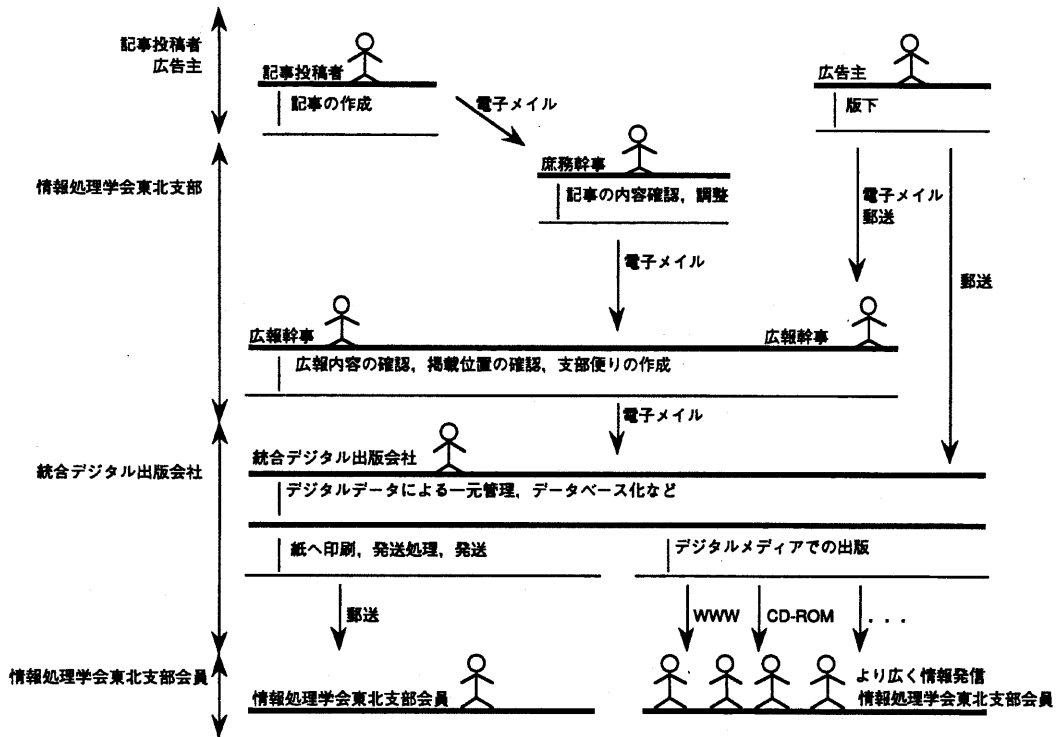 記事投稿者
広告主
記事投稿者
広告主
記事の作成
電子メイル
版下
庶務幹事
情報処理学会東北支部
記事の内容確認，調整
電子メイル
郵送
電子メイル
郵送
広報幹事
広報幹事
広報内容の確認，掲載位置の確認，支部便りの作成
電子メイル
統合デジタル出版会社
統合デジタル出版会社
デジタルデータによる一元管理，データベース化など
紙へ印刷，発送処理，発送
デジタルメディアでの出版
郵送
WWW
CD-ROM
．．．
情報処理学会東北支部会員
情報処理学会東北支部会員
より広く情報発信
情報処理学会東北支部会員